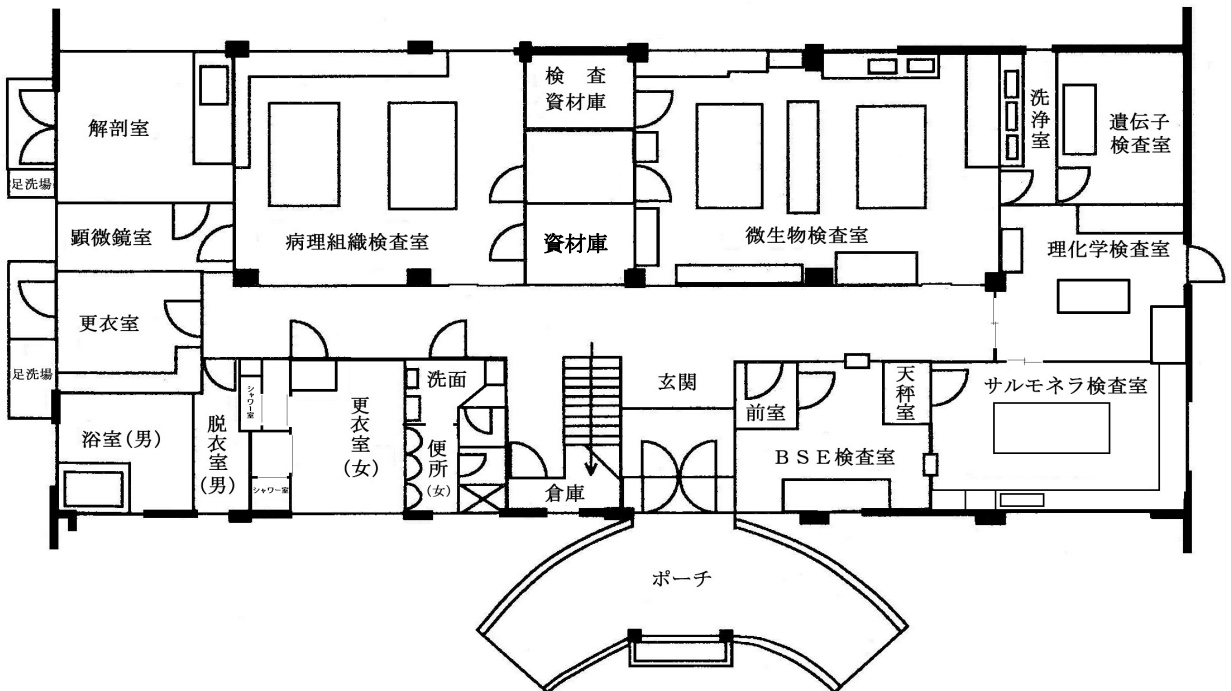 検　査
資材庫
解剖室
洗浄室
遺伝子
検査室
足洗場
顕微鏡室
病理組織検査室
資材庫
微生物検査室
理化学検査室
更衣室
足洗場
洗面
玄関
天秤室
サルモネラ検査室
シャワー室
前室
浴室(男)
脱衣室(男)
更衣室(女)
便所(女)
BSE検査室
シャワー室
倉庫
ポーチ